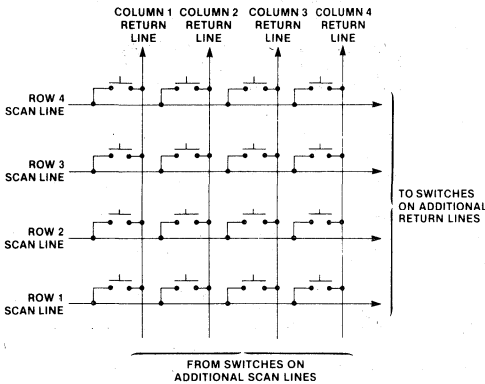 COLUMN 1 COLUMN 2 COLUMN 3 COLUMN 4
RETURN RETURN RETURN RETURN
LINE LINE LINE LINE
ROW 4
SCAN LINE
ROW 3
SCAN LINE
ROW 2
SCAN LINE
ROW 1
SCAN LINE
TO SWITCHES
ON ADDITIONAL
RETURN LINES
FROM SWITCHES ON
ADDITIONAL SCAN LINES